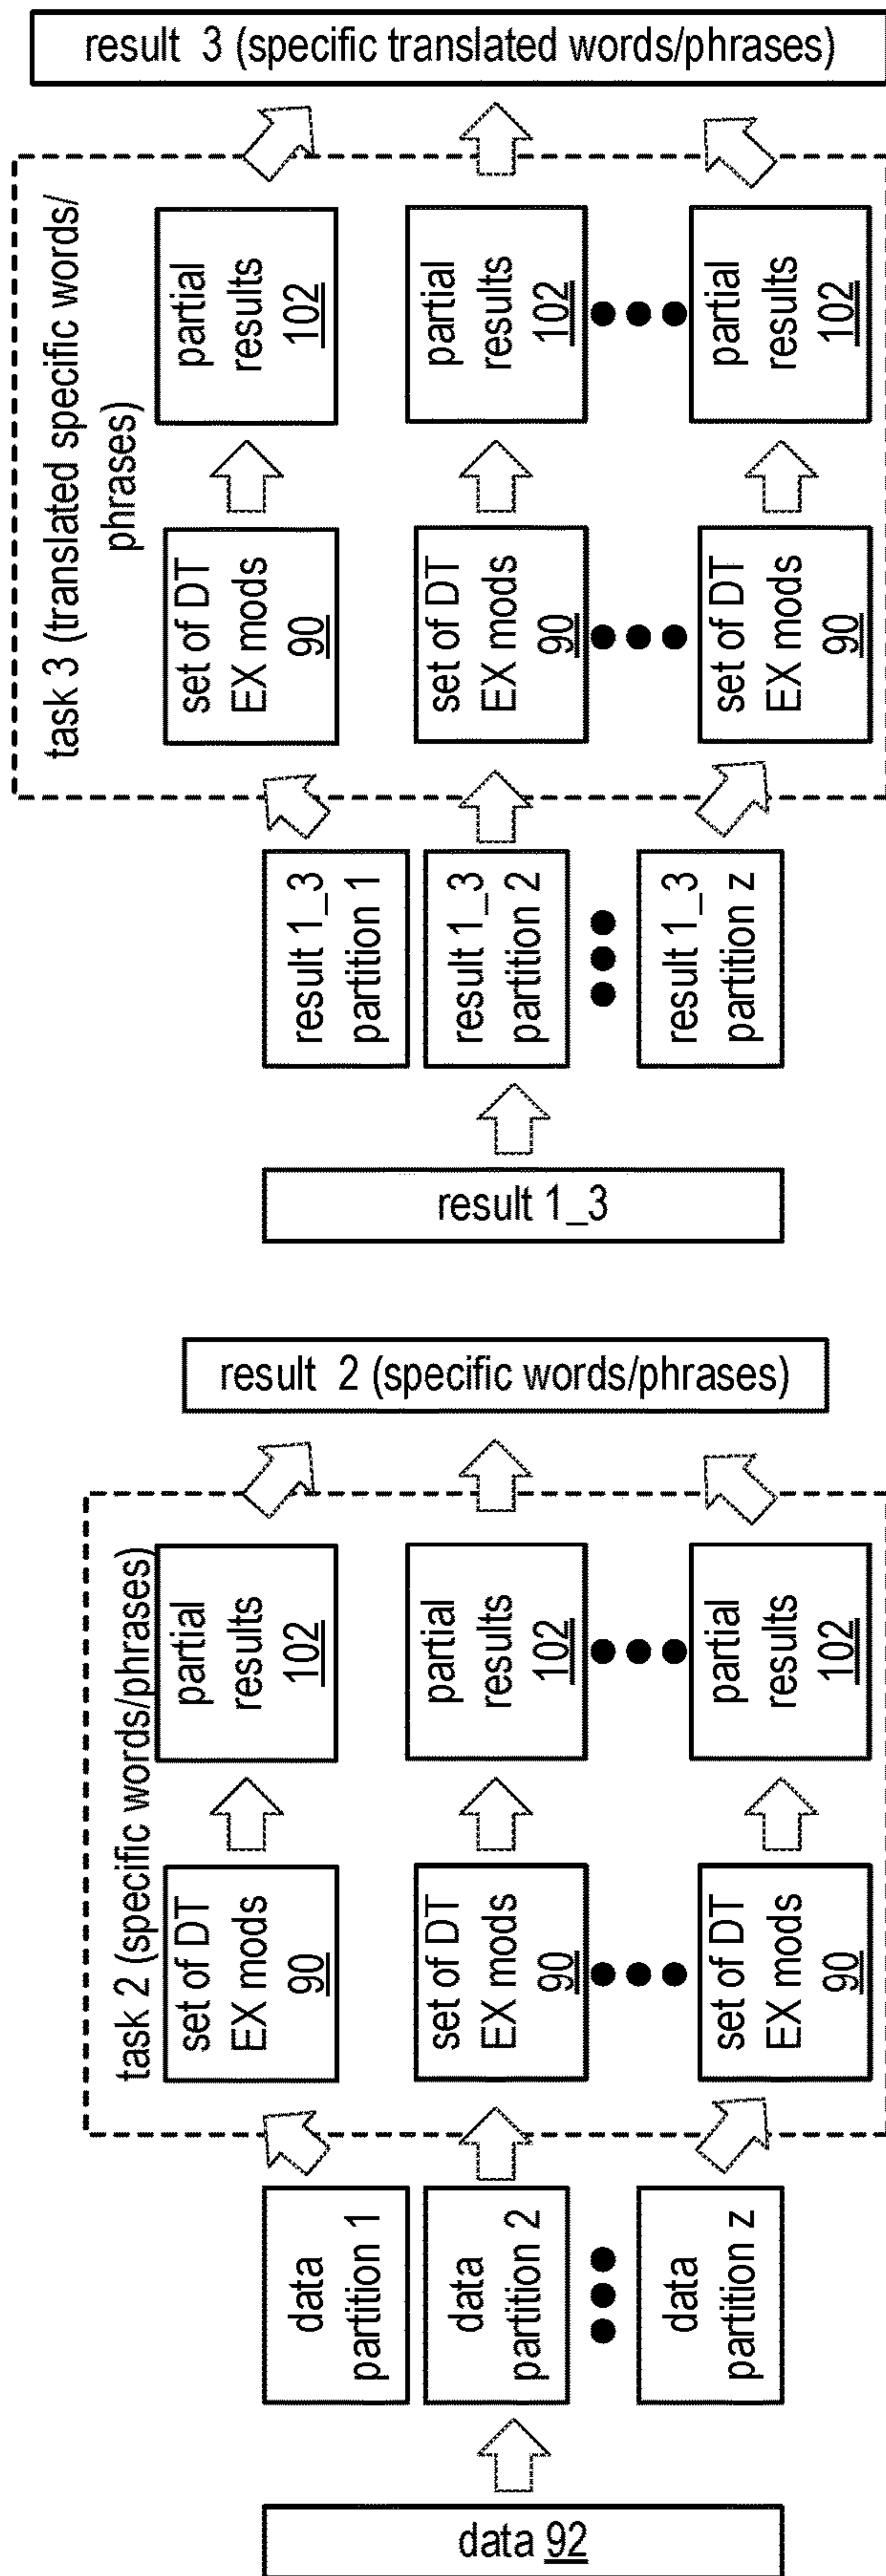 task 2 (specific words/phrases)
data 92
data
partition 1
data
partition 2
data
partition z
set of DT
EX mods
90
set of DT
EX mods
90
set of DT
EX mods
90
partial
results
102
partial
results
102
partial
results
102
result 2 (specific words/phrases)
task 3 (translated specific words/
phrases)
result 1_3
result 1_3
partition 1
result 1_3
partition 2
result 1_3
partition z
set of DT
EX mods
90
set of DT
EX mods
90
set of DT
EX mods
90
partial
results
102
partial
results
102
partial
results
102
result 3 (specific translated words/phrases)